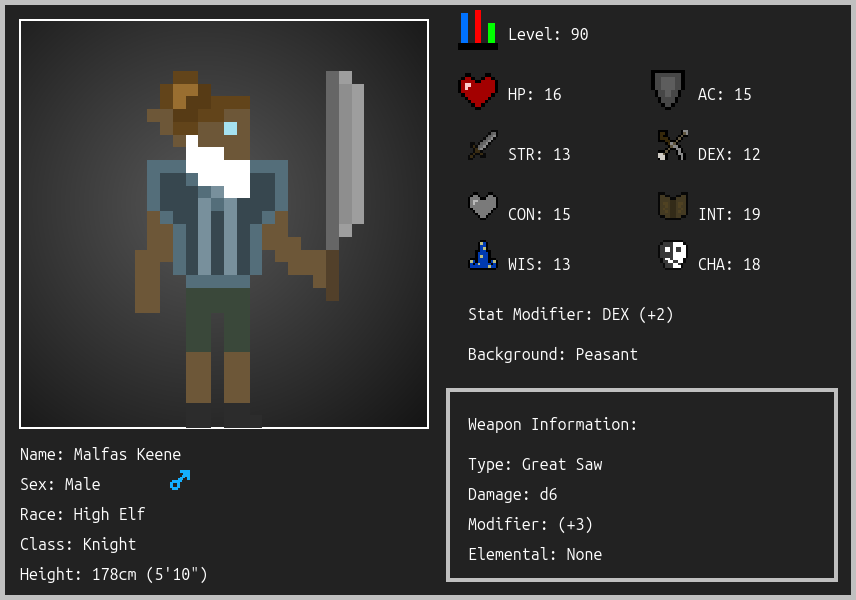 Level: 90
HP: 16
AC: 15
STR: 13
DEX: 12
CON: 15
INT: 19
WIS: 13
CHA: 18
Stat Modifier: DEX (+2)
Background: Peasant
Weapon Information:
Type: Great Saw
Damage: d6
Modifier: (+3)
Elemental: None
Name: Malfas Keene
Sex: Male
Race: High Elf
Class: Knight
Height: 178cm (5'10")